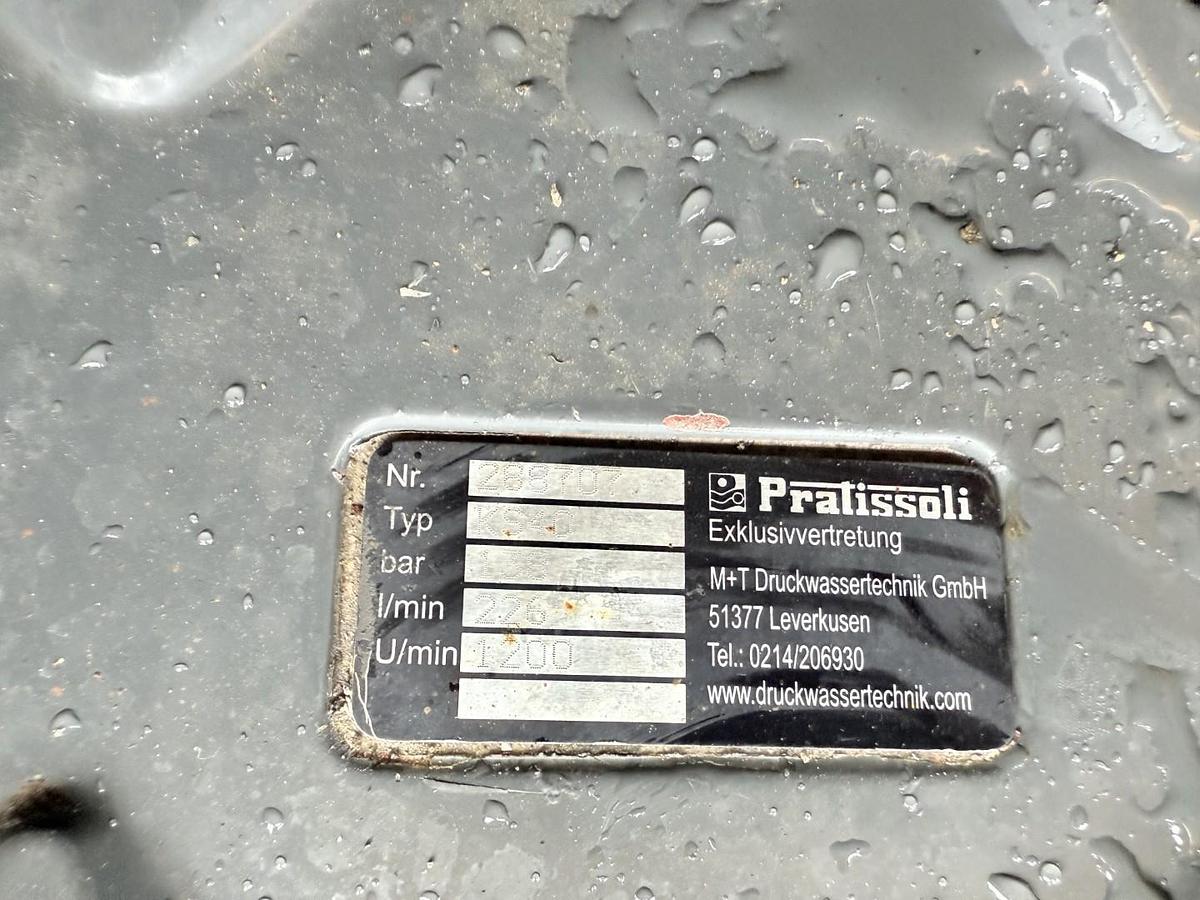 Nr. 288707
Typ
bar
l/min 226
U/min 1200
Pratissoli
Exklusivvertretung
M+T Druckwassertechnik GmbH
51377 Leverkusen
Tel.: 0214/206930
www.druckwassertechnik.com